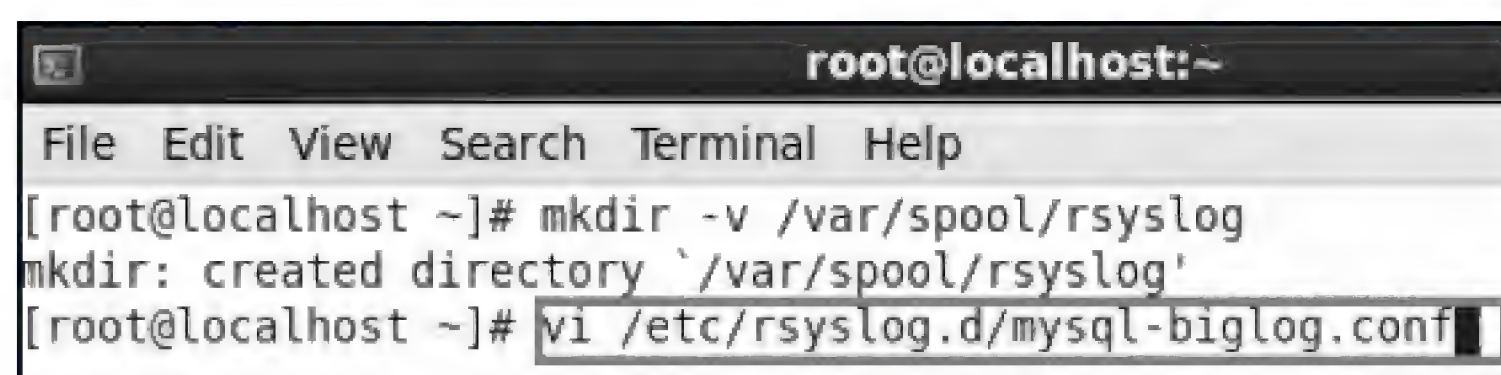 root@localhost:~
File Edit View Search Terminal Help
[root@localhost ~]# mkdir -v /var/spool/rsyslog
mkdir: created directory `/var/spool/rsyslog'
[root@localhost ~]# vi /etc/rsyslog.d/mysql-biglog.conf